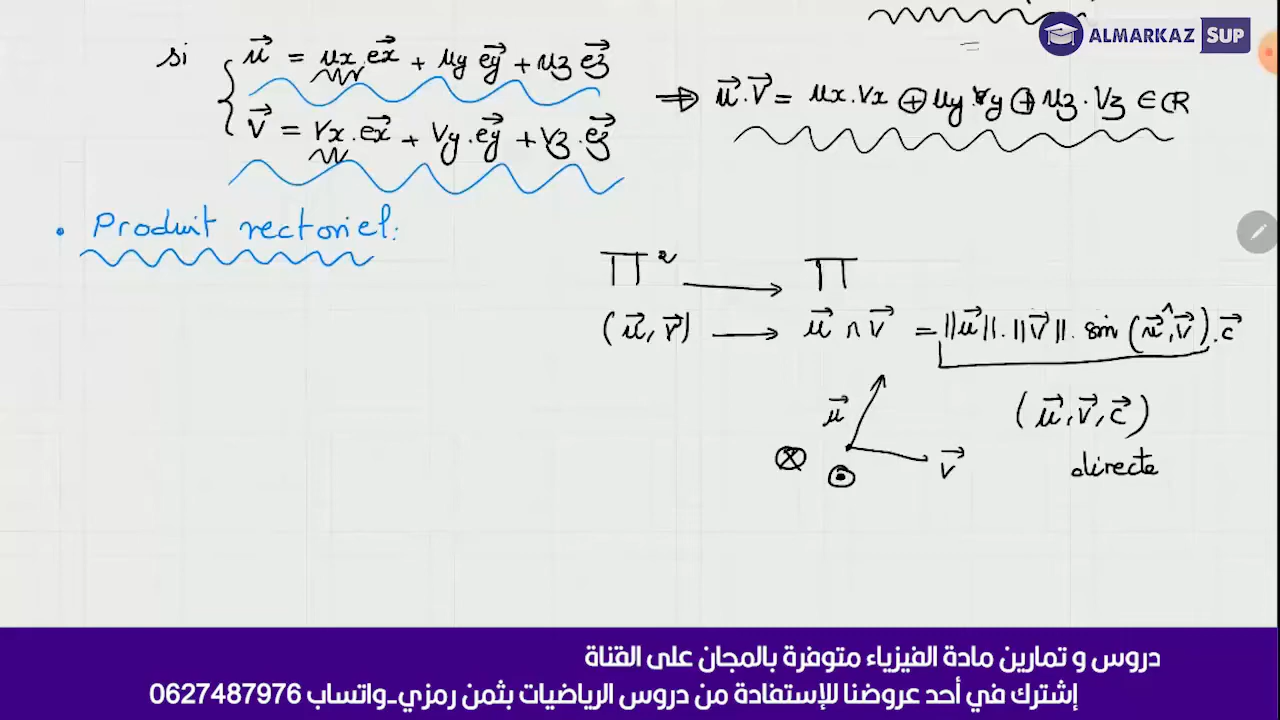 ALMARKAZ SUP
si { u⃗ = ux.ex⃗ + uy ey⃗ + uz ez⃗
v⃗ = vx.ex⃗ + vy.ey⃗ + vz.ez⃗
⇒ u⃗.v⃗ = ux.vx ⊕ uy.vy ⊕ uz.vz ∈ ℝ
• Produit vectoriel:
π² → π
(u⃗,v⃗) → u⃗ ∧ v⃗ = ||u⃗||.||v⃗||.sin(u⃗,^v⃗).c⃗
u⃗ (u⃗,v⃗,c⃗)
⊗ ⊙ v⃗ directe
دروس و تمارين مادة الفيزياء متوفرة بالمجان على القناة
إشترك في أحد عروضنا للإستفادة من دروس الرياضيات بثمن رمزي_واتساب 0627487976